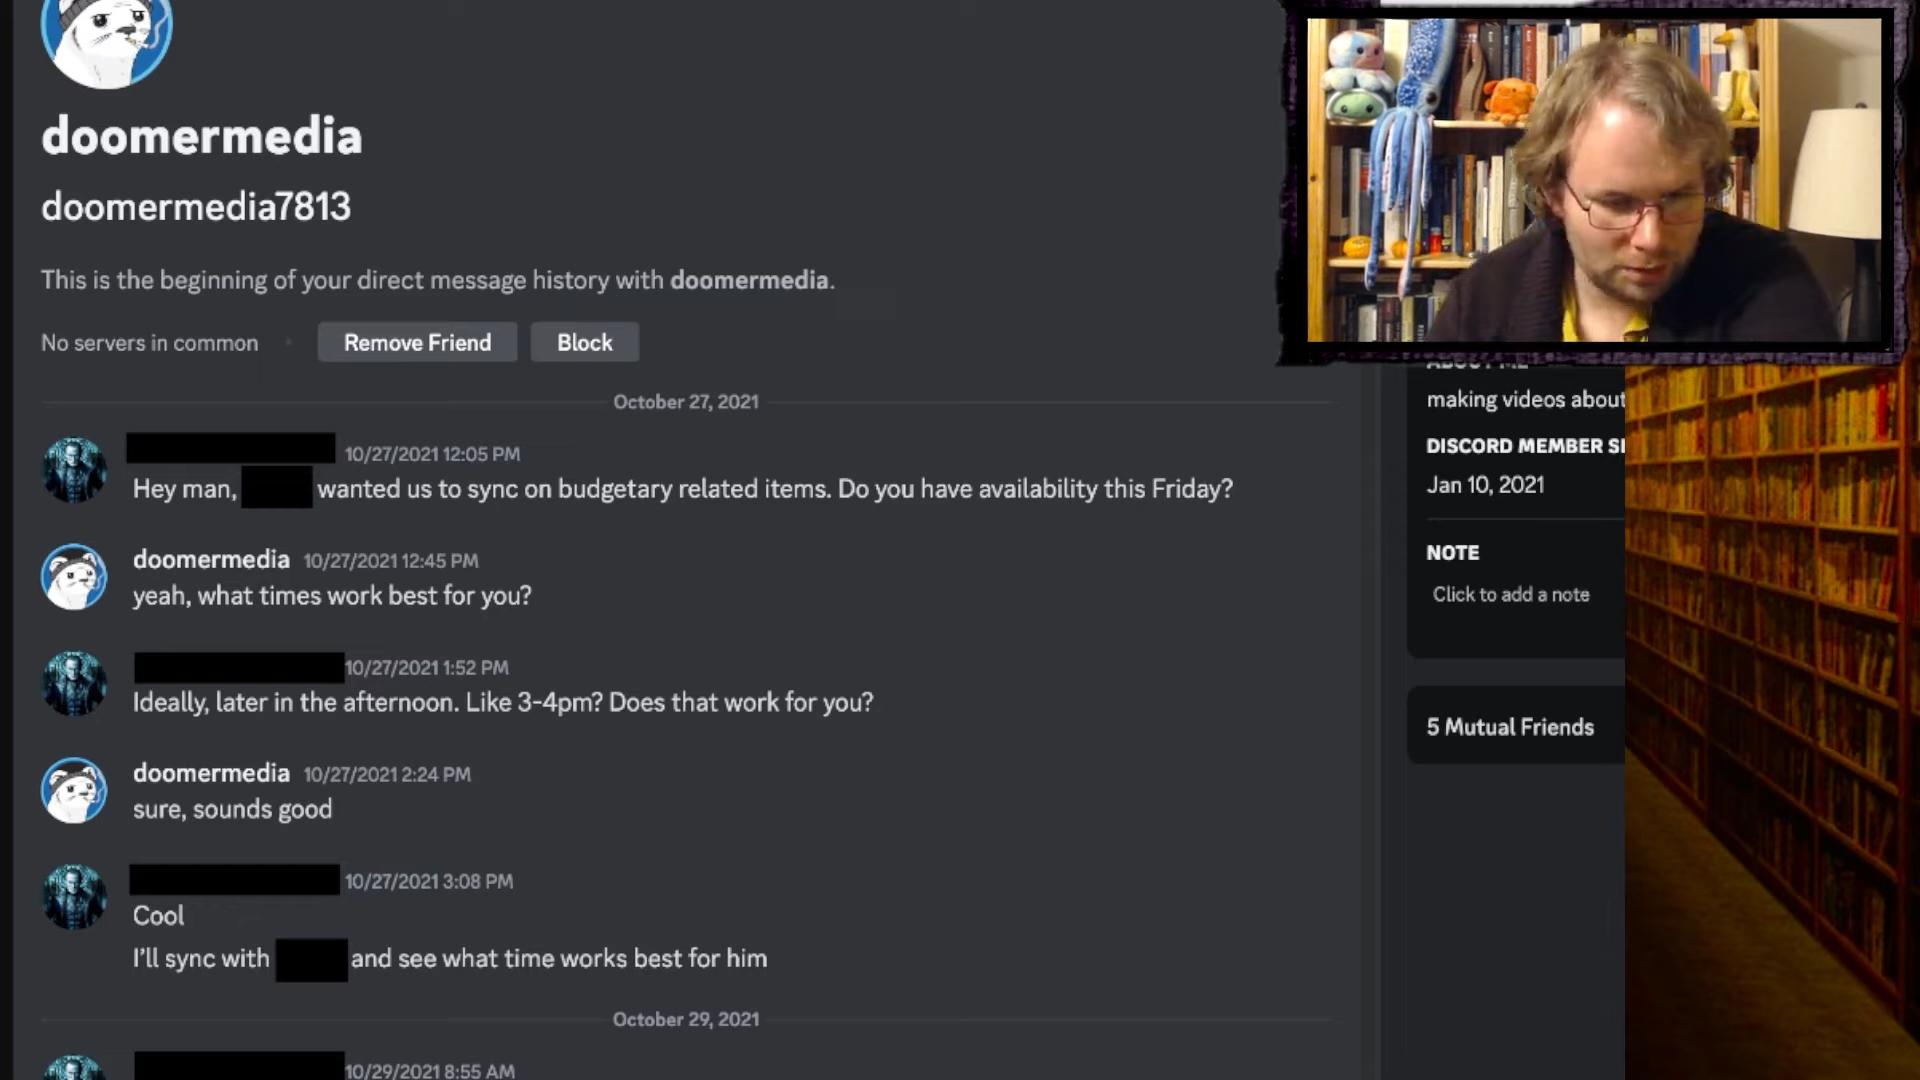 doomermedia
doomermedia7813
This is the beginning of your direct message history with doomermedia.
No servers in common
Remove Friend
Block
October 27, 2021
10/27/2021 12:05 PM
Hey man, wanted us to sync on budgetary related items. Do you have availability this Friday?
doomermedia 10/27/2021 12:45 PM
yeah, what times work best for you?
10/27/2021 1:52 PM
Ideally, later in the afternoon. Like 3-4pm? Does that work for you?
doomermedia 10/27/2021 2:24 PM
sure, sounds good
10/27/2021 3:08 PM
Cool
I'll sync with and see what time works best for him
October 29, 2021
10/29/2021 8:55 AM
ABOUT ME
making videos about
DISCORD MEMBER SI
Jan 10, 2021
NOTE
Click to add a note
5 Mutual Friends